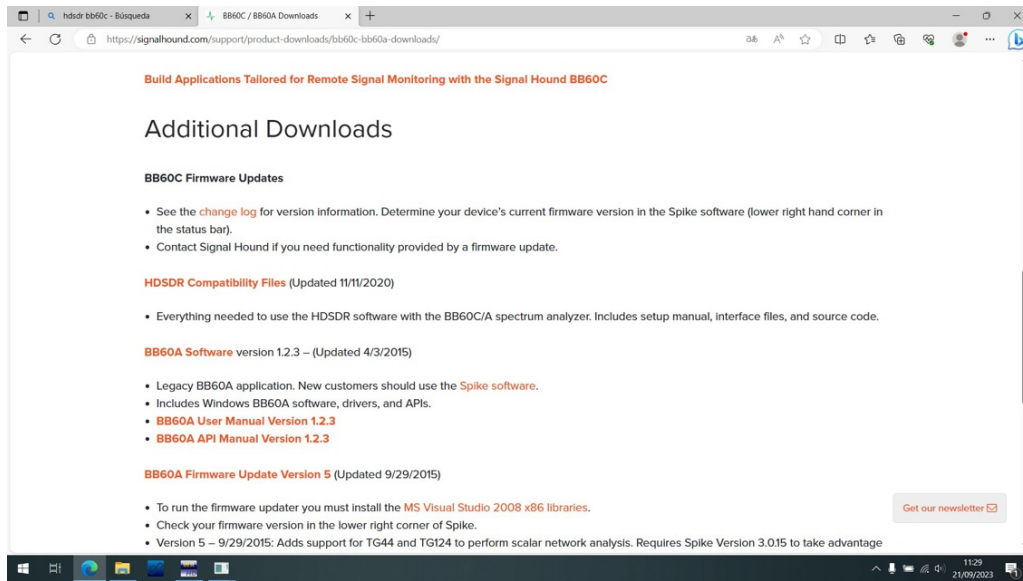 hdsdr bb60c - Búsqueda
BB60C / BB60A Downloads
https://signalhound.com/support/product-downloads/bb60c-bb60a-downloads/
Build Applications Tailored for Remote Signal Monitoring with the Signal Hound BB60C
Additional Downloads
BB60C Firmware Updates
• See the change log for version information. Determine your device's current firmware version in the Spike software (lower right hand corner in
the status bar).
• Contact Signal Hound if you need functionality provided by a firmware update.
HDSDR Compatibility Files (Updated 11/11/2020)
• Everything needed to use the HDSDR software with the BB60C/A spectrum analyzer. Includes setup manual, interface files, and source code.
BB60A Software version 1.2.3 – (Updated 4/3/2015)
• Legacy BB60A application. New customers should use the Spike software.
• Includes Windows BB60A software, drivers, and APIs.
• BB60A User Manual Version 1.2.3
• BB60A API Manual Version 1.2.3
BB60A Firmware Update Version 5 (Updated 9/29/2015)
• To run the firmware updater you must install the MS Visual Studio 2008 x86 libraries.
• Check your firmware version in the lower right corner of Spike.
• Version 5 – 9/29/2015: Adds support for TG44 and TG124 to perform scalar network analysis. Requires Spike Version 3.0.15 to take advantage
Get our newsletter
11:29
21/09/2023